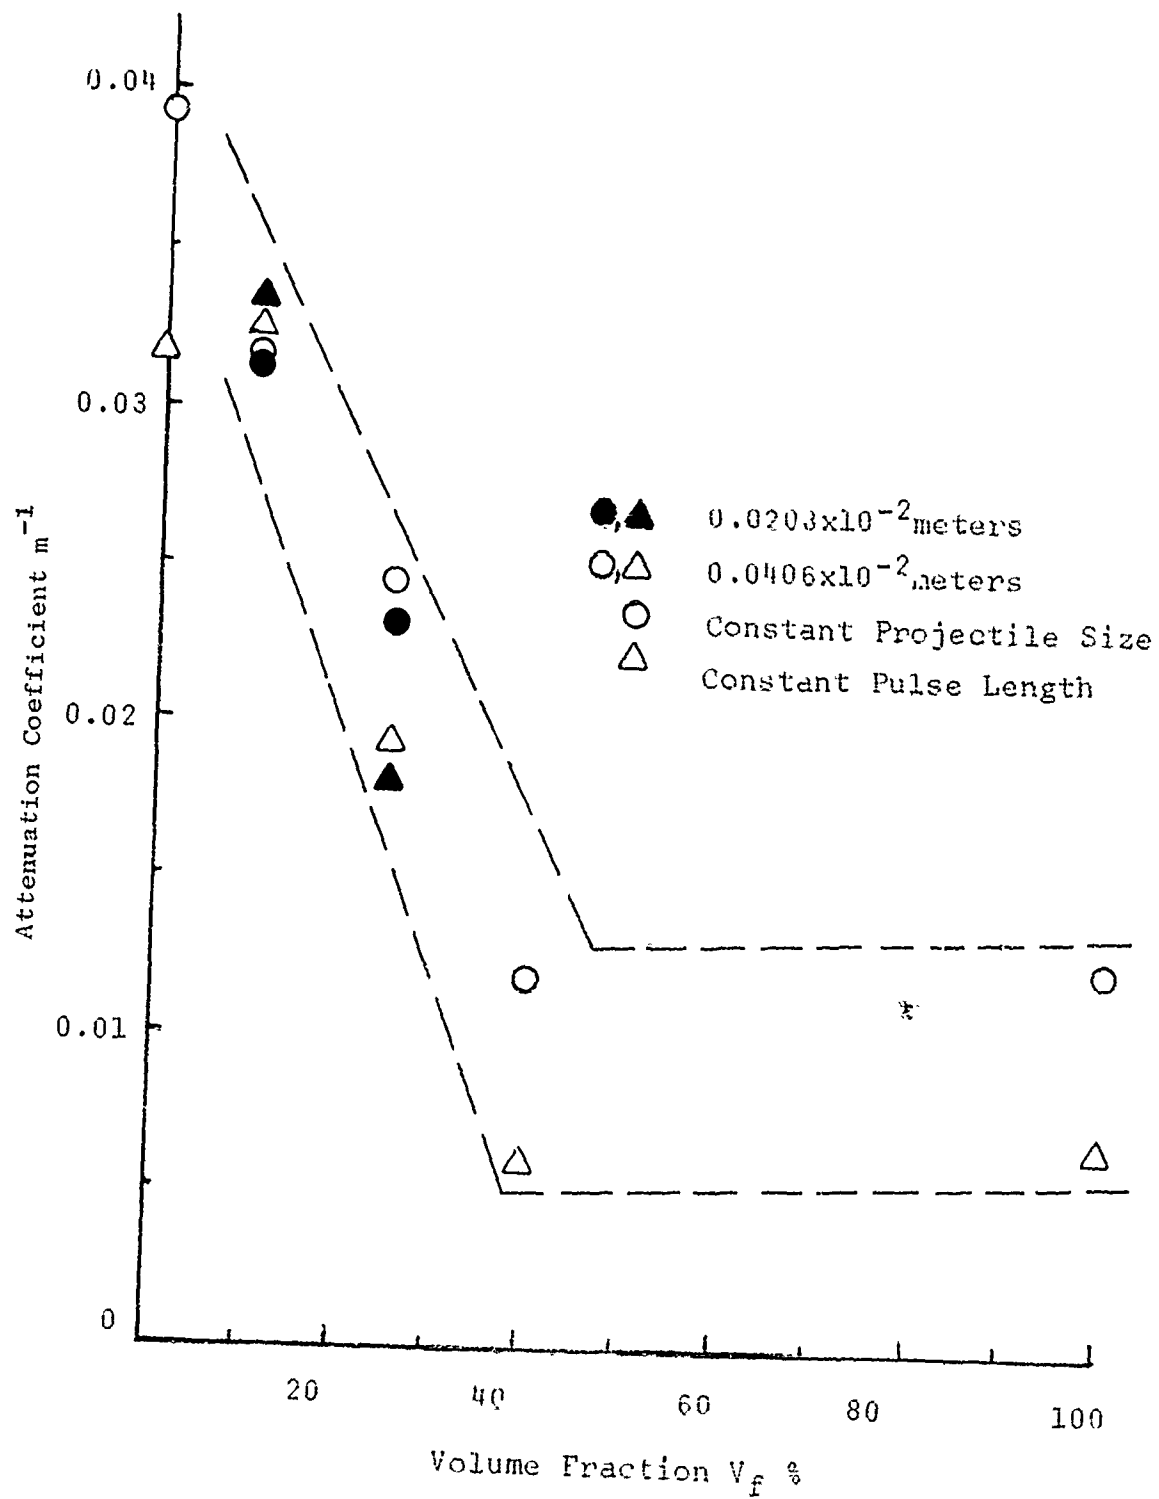 0.04
0.03
0.02
0.01
0
Attenuation Coefficient m⁻¹
0.0203x10⁻²meters
0.0406x10⁻²meters
Constant Projectile Size
Constant Pulse Length
20
40
60
80
100
Volume Fraction V_f %